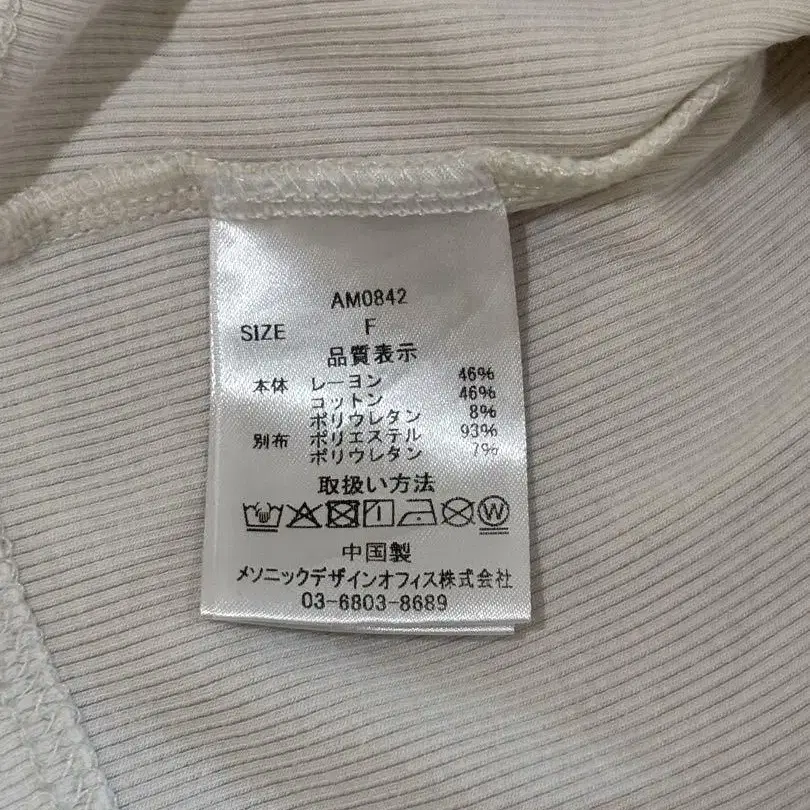 AM0842
SIZE F
品質表示
本体 レーヨン 46%
コットン 46%
ポリウレタン 8%
別布 ポリエステル 93%
ポリウレタン 7%
取扱い方法
W
中国製
メソニックデザインオフィス株式会社
03-6803-8689